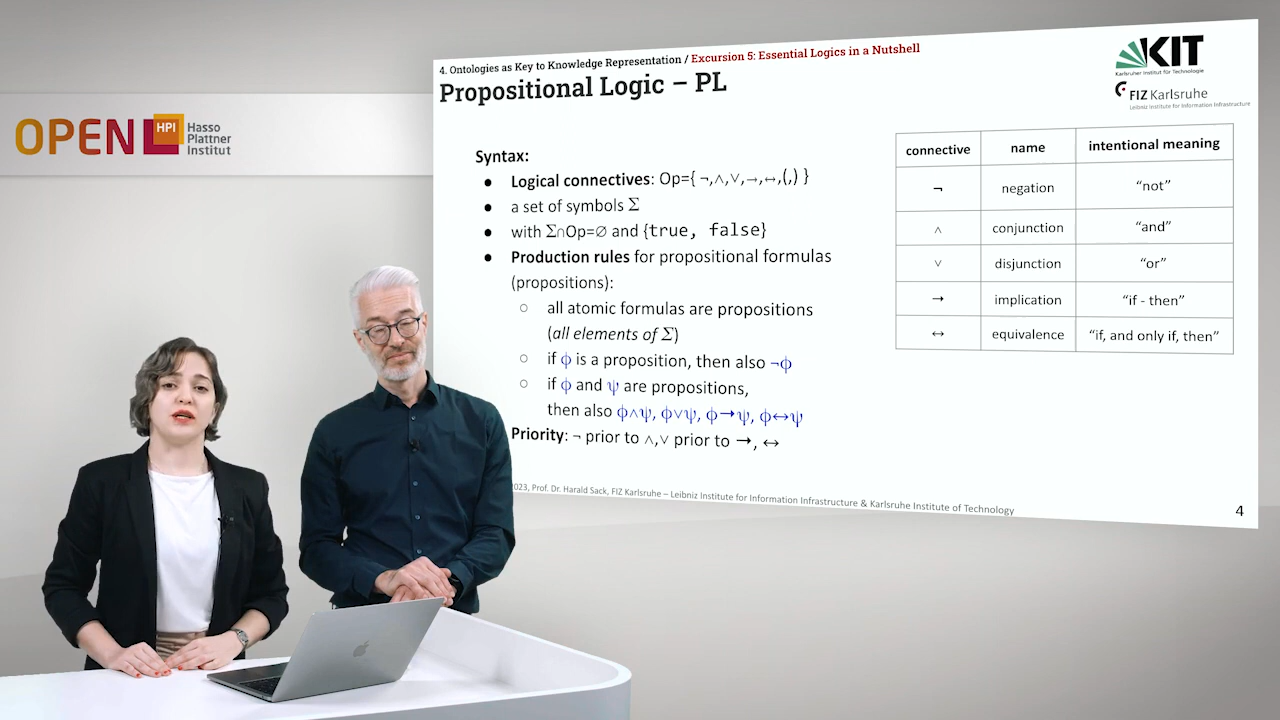 OPEN HPI Hasso
Plattner
Institut
4. Ontologies as Key to Knowledge Representation / Excursion 5: Essential Logics in a Nutshell
Propositional Logic – PL
KIT
Karlsruher Institut für Technologie
FIZ Karlsruhe
Leibniz Institute for Information Infrastructure
Syntax:
● Logical connectives: Op={ ¬,∧,∨,→,↔,(,) }
● a set of symbols Σ
● with Σ∩Op=∅ and {true, false}
● Production rules for propositional formulas
(propositions):
○ all atomic formulas are propositions
(all elements of Σ)
○ if ϕ is a proposition, then also ¬ϕ
○ if ϕ and ψ are propositions,
then also ϕ∧ψ, ϕ∨ψ, ϕ→ψ, ϕ↔ψ
Priority: ¬ prior to ∧,∨ prior to →, ↔
connective name intentional meaning
¬ negation “not”
∧ conjunction “and”
∨ disjunction “or”
→ implication “if - then”
↔ equivalence “if, and only if, then”
2023, Prof. Dr. Harald Sack, FIZ Karlsruhe – Leibniz Institute for Information Infrastructure & Karlsruhe Institute of Technology
4